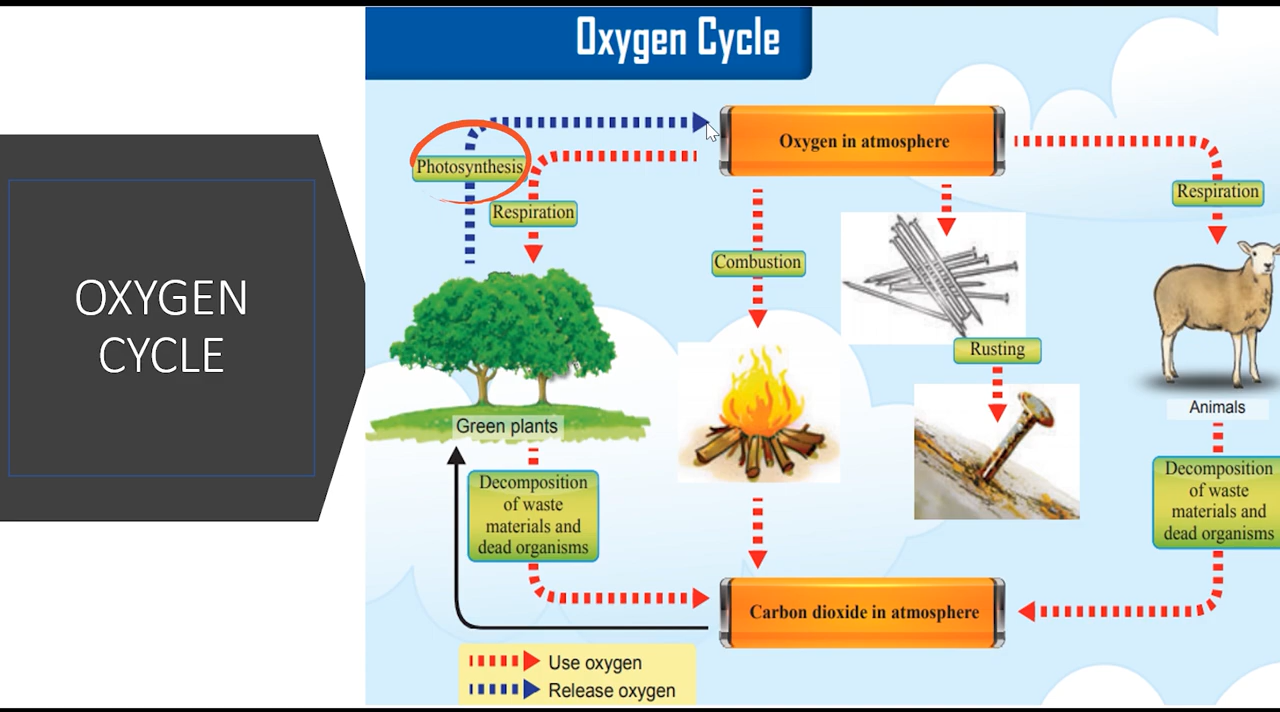 OXYGEN
CYCLE
Oxygen Cycle
Oxygen in atmosphere
Photosynthesis
Respiration
Respiration
Combustion
Rusting
Animals
Green plants
Decomposition
of waste
materials and
dead organisms
Decomposition
of waste
materials and
dead organisms
Carbon dioxide in atmosphere
Use oxygen
Release oxygen